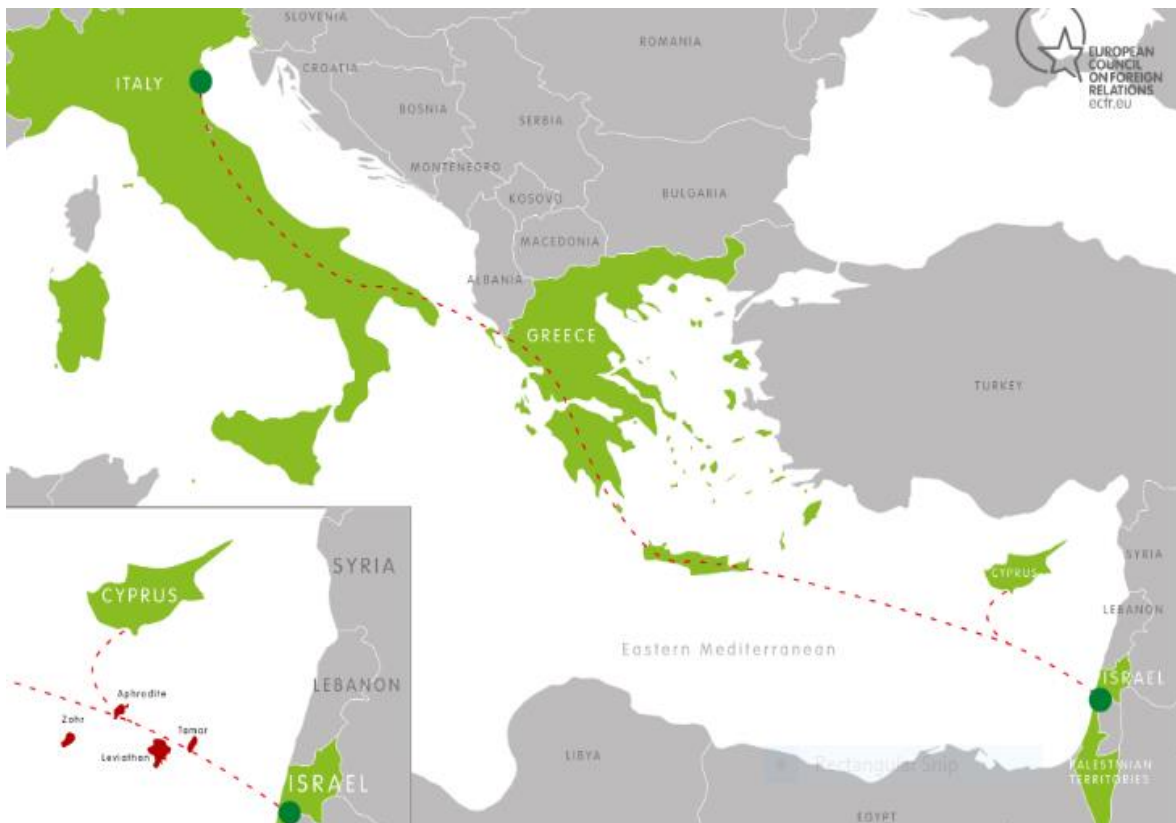 SLOVENIA
ROMANIA
EUROPEAN
COUNCIL
ON FOREIGN
RELATIONS
ecfr.eu
CROATIA
ITALY
BOSNIA
SERBIA
MONTENEGRO
KOSOVO
BULGARIA
MACEDONIA
ALBANIA
GREECE
TURKEY
SYRIA
CYPRUS
LEBANON
Eastern Mediterranean
ISRAEL
LIBYA
Rectangular Snip
PALESTINIAN
TERRITORIES
EGYPT
SYRIA
CYPRUS
LEBANON
Aphrodite
Zohr
Tamar
Leviathan
ISRAEL